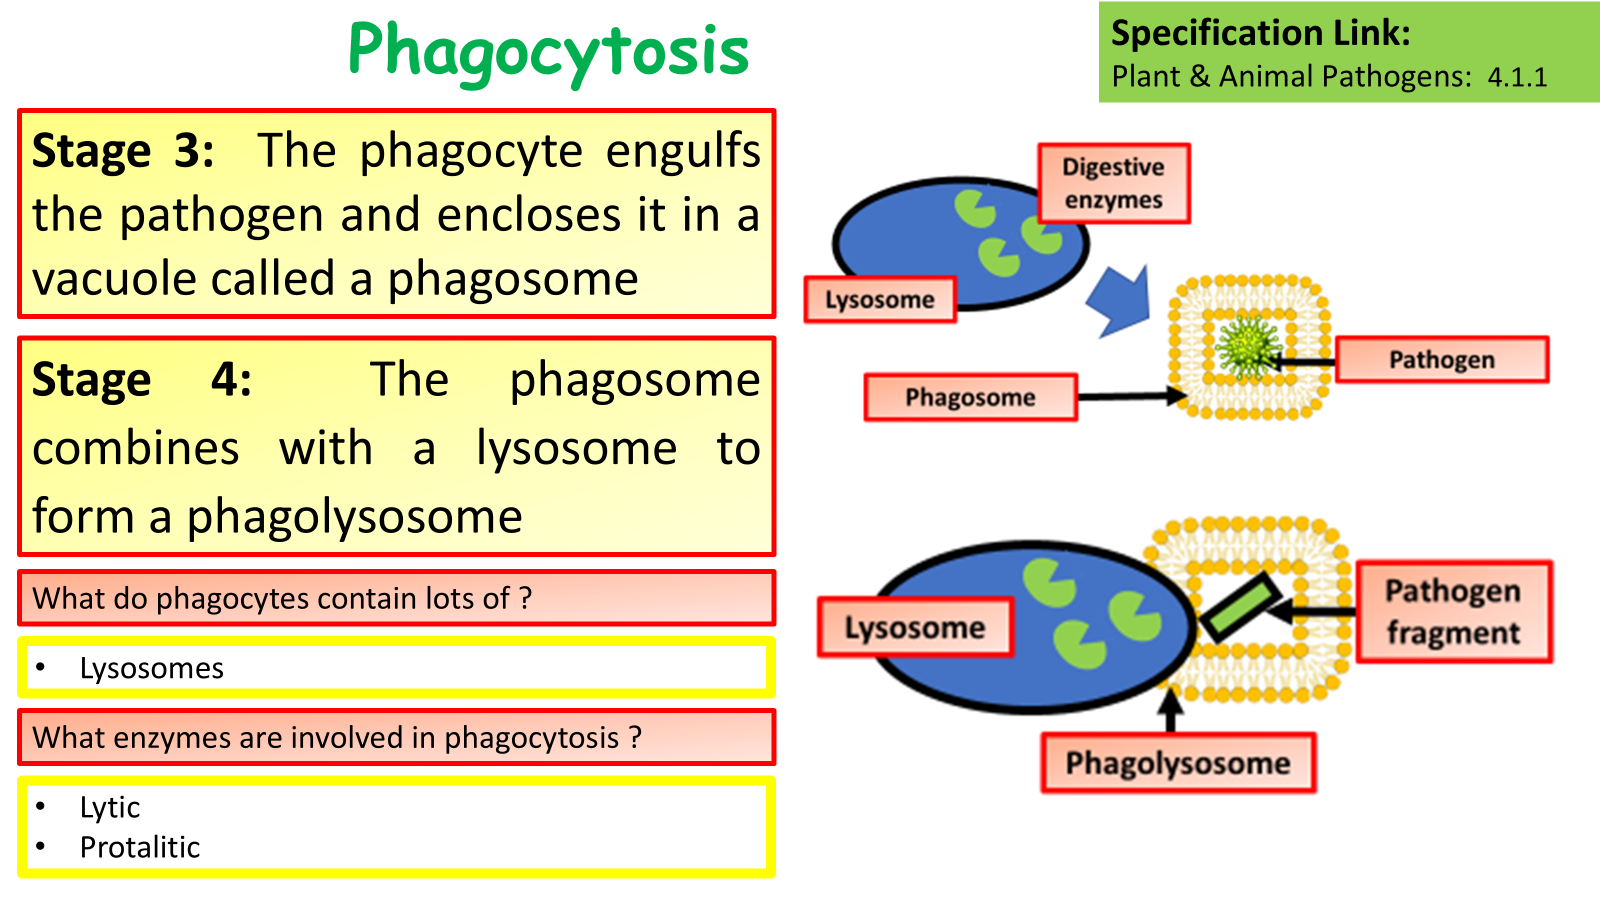 Phagocytosis
Specification Link:
Plant & Animal Pathogens: 4.1.1
Stage 3: The phagocyte engulfs
the pathogen and encloses it in a
vacuole called a phagosome
Stage 4: The phagosome
combines with a lysosome to
form a phagolysosome
What do phagocytes contain lots of ?
• Lysosomes
What enzymes are involved in phagocytosis ?
• Lytic
• Protalitic
Digestive
enzymes
Lysosome
Pathogen
Phagosome
Lysosome
Pathogen
fragment
Phagolysosome